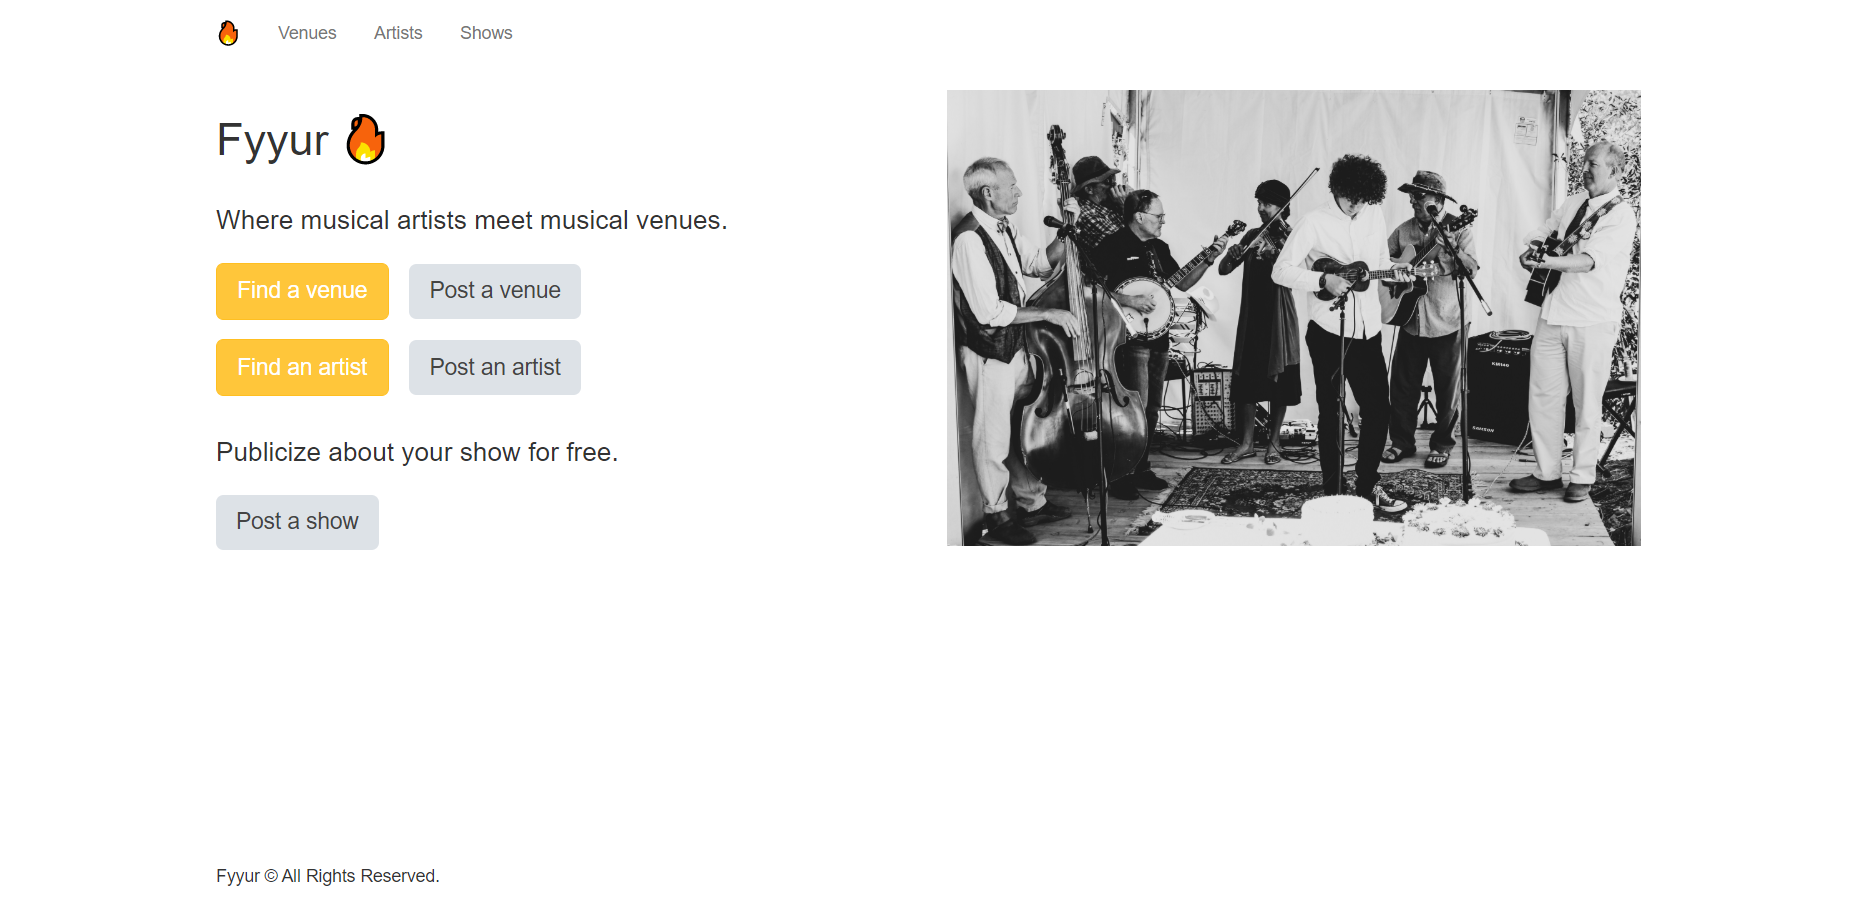 Venues Artists Shows
Fyyur
Where musical artists meet musical venues.
Find a venue Post a venue
Find an artist Post an artist
Publicize about your show for free.
Post a show
SAMSON
Fyyur © All Rights Reserved.